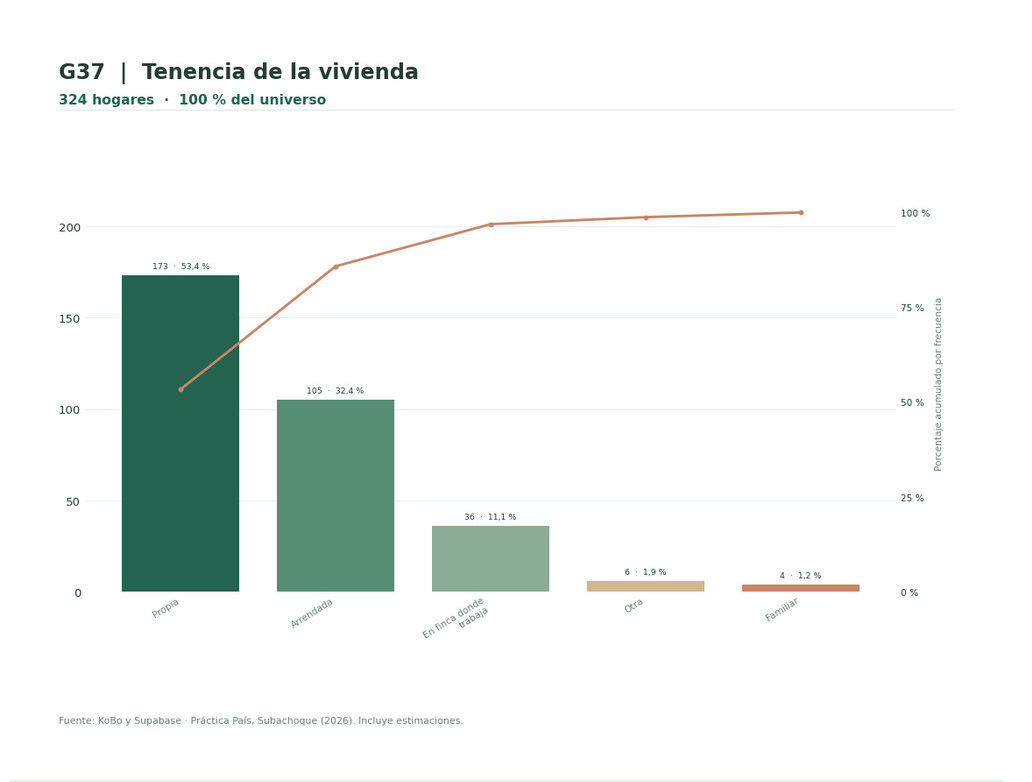 G37 | Tenencia de la vivienda
324 hogares · 100 % del universo
200
150
100
50
0
173 · 53,4 %
105 · 32,4 %
36 · 11,1 %
6 · 1,9 %
4 · 1,2 %
100 %
75 %
50 %
25 %
0 %
Porcentaje acumulado por frecuencia
Propia
Arrendada
En finca donde
trabaja
Otra
Familiar
Fuente: KoBo y Supabase · Práctica País, Subachoque (2026). Incluye estimaciones.